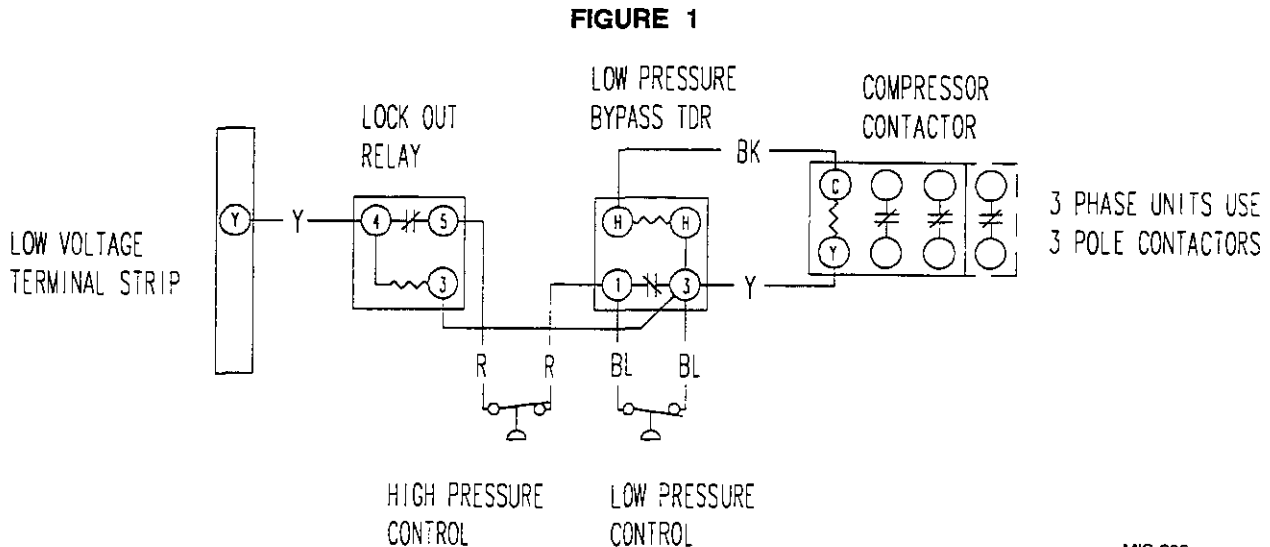 FIGURE 1
LOW PRESSURE
BYPASS TDR
COMPRESSOR
CONTACTOR
LOCK OUT
RELAY
BK
C
H
H
3 PHASE UNITS USE
3 POLE CONTACTORS
Y
Y
4
5
LOW VOLTAGE
TERMINAL STRIP
Y
3
1
3
Y
R
R
BL
BL
HIGH PRESSURE
CONTROL
LOW PRESSURE
CONTROL